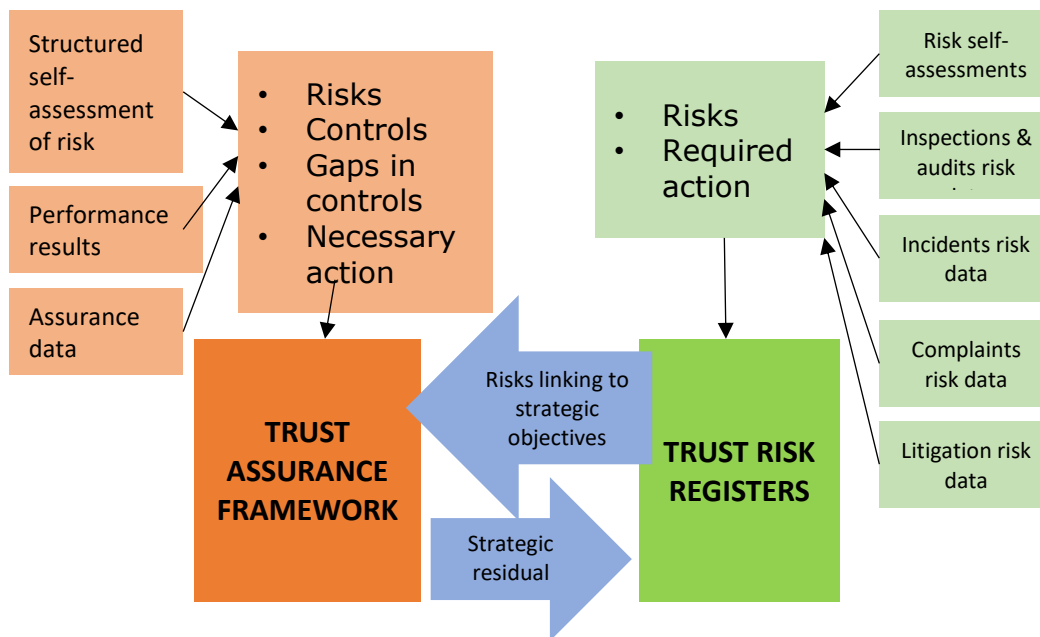 Structured
self-
assessment
of risk
Performance
results
Assurance
data
• Risks
• Controls
• Gaps in
controls
• Necessary
action
TRUST
ASSURANCE
FRAMEWORK
Risks linking to
strategic
objectives
Strategic
residual
• Risks
• Required
action
TRUST RISK
REGISTERS
Risk self-
assessments
Inspections &
audits risk
Incidents risk
data
Complaints
risk data
Litigation risk
data